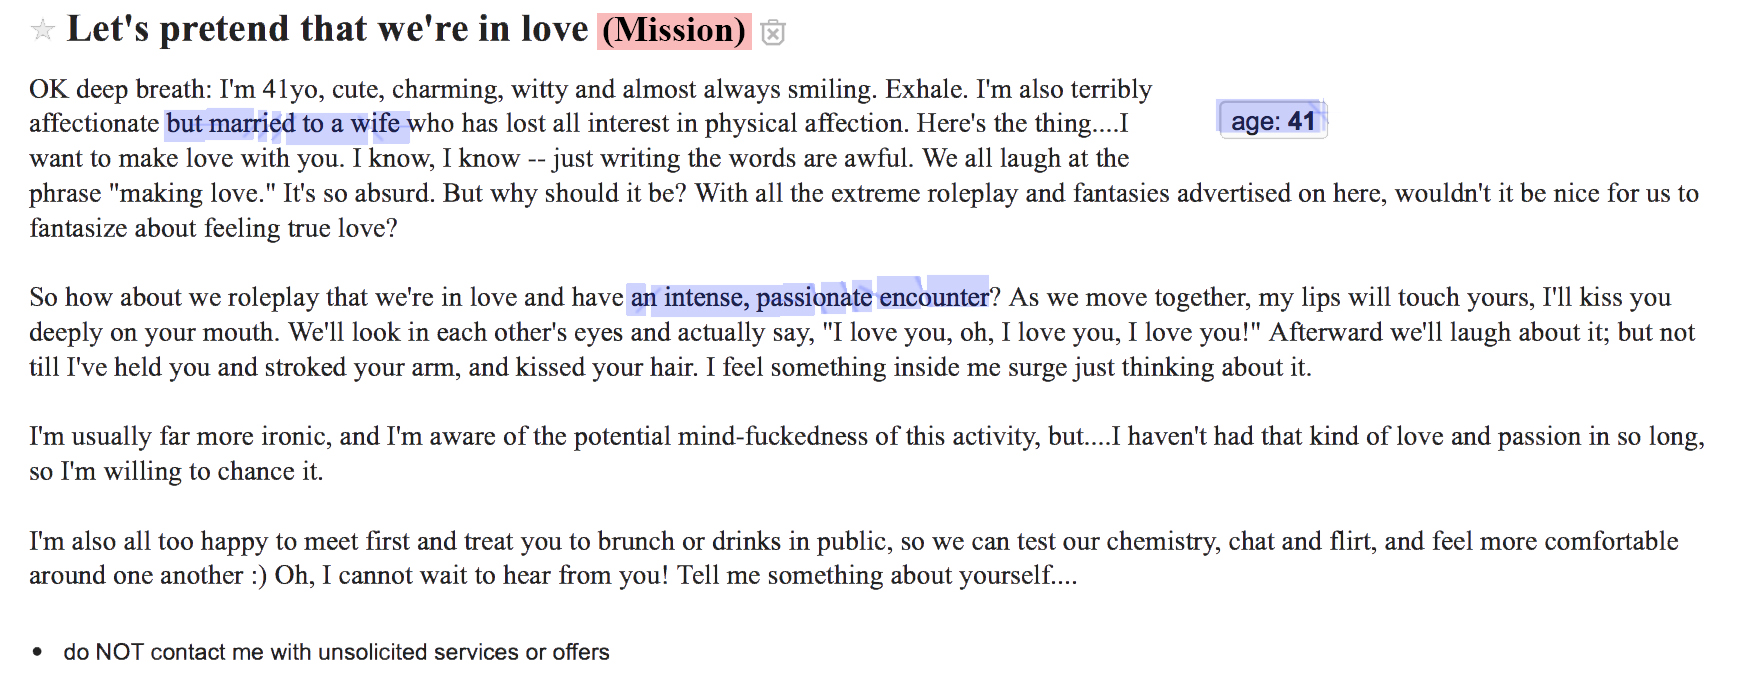 Let's pretend that we're in love (Mission)
OK deep breath: I'm 41yo, cute, charming, witty and almost always smiling. Exhale. I'm also terribly
affectionate but married to a wife who has lost all interest in physical affection. Here's the thing....I
age: 41
want to make love with you. I know, I know -- just writing the words are awful. We all laugh at the
phrase "making love." It's so absurd. But why should it be? With all the extreme roleplay and fantasies advertised on here, wouldn't it be nice for us to
fantasize about feeling true love?
So how about we roleplay that we're in love and have an intense, passionate encounter? As we move together, my lips will touch yours, I'll kiss you
deeply on your mouth. We'll look in each other's eyes and actually say, "I love you, oh, I love you, I love you!" Afterward we'll laugh about it; but not
till I've held you and stroked your arm, and kissed your hair. I feel something inside me surge just thinking about it.
I'm usually far more ironic, and I'm aware of the potential mind-fuckedness of this activity, but....I haven't had that kind of love and passion in so long,
so I'm willing to chance it.
I'm also all too happy to meet first and treat you to brunch or drinks in public, so we can test our chemistry, chat and flirt, and feel more comfortable
around one another :) Oh, I cannot wait to hear from you! Tell me something about yourself....
• do NOT contact me with unsolicited services or offers